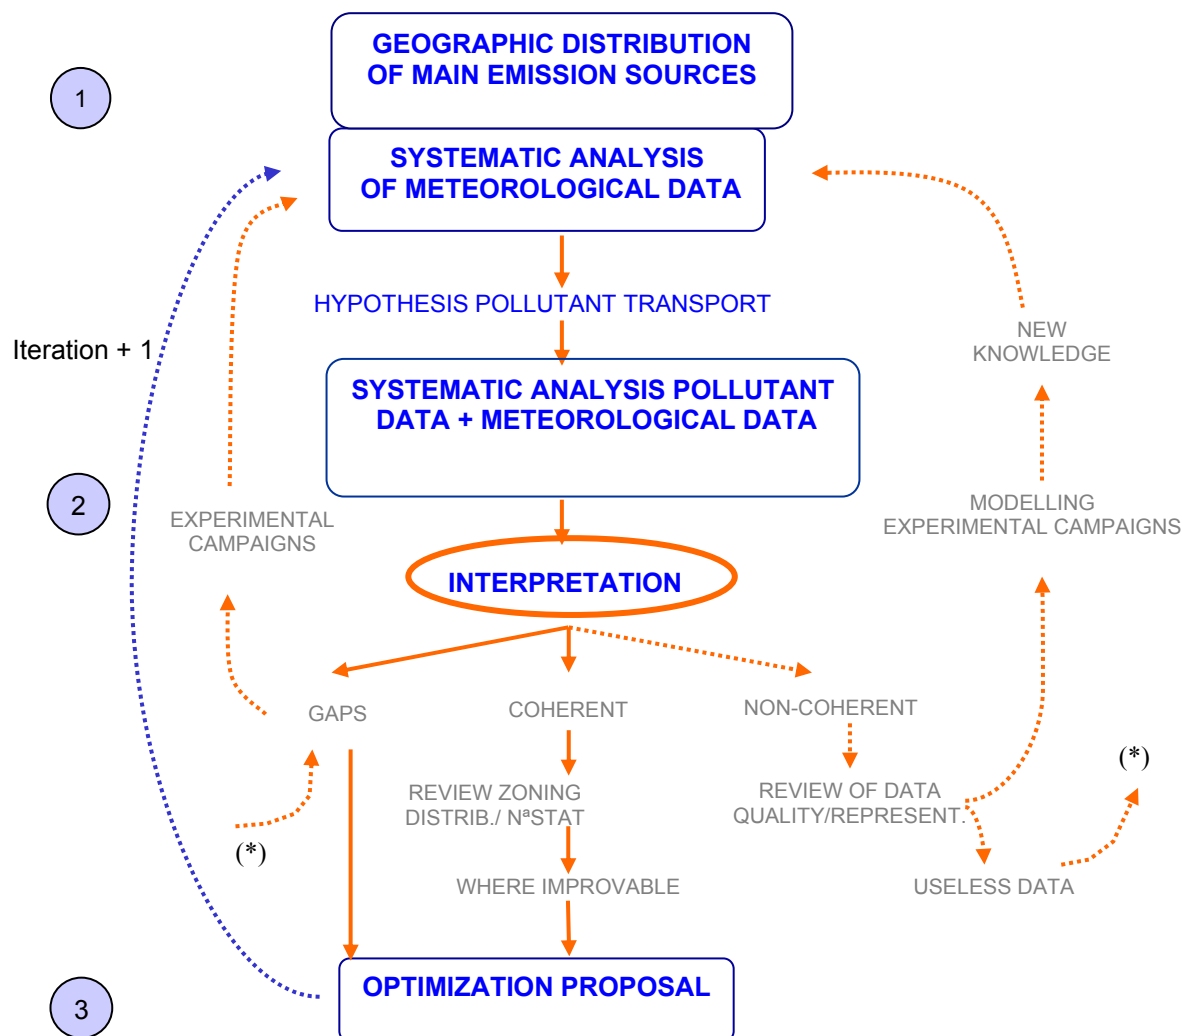 GEOGRAPHIC DISTRIBUTION
OF MAIN EMISSION SOURCES
1
SYSTEMATIC ANALYSIS
OF METEOROLOGICAL DATA
HYPOTHESIS POLLUTANT TRANSPORT
Iteration + 1
NEW
KNOWLEDGE
SYSTEMATIC ANALYSIS POLLUTANT
DATA + METEOROLOGICAL DATA
2
EXPERIMENTAL
CAMPAIGNS
MODELLING
EXPERIMENTAL CAMPAIGNS
INTERPRETATION
GAPS
COHERENT
NON-COHERENT
(*)
REVIEW ZONING
DISTRIB./ NªSTAT
REVIEW OF DATA
QUALITY/REPRESENT.
(*)
WHERE IMPROVABLE
USELESS DATA
OPTIMIZATION PROPOSAL
3